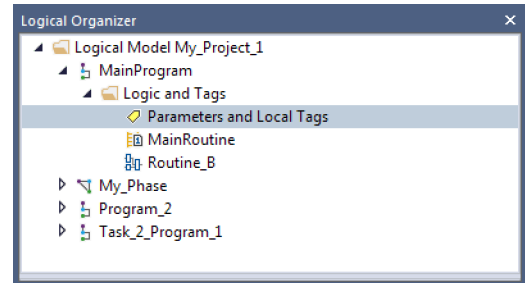 Logical Organizer
Logical Model My_Project_1
MainProgram
Logic and Tags
Parameters and Local Tags
MainRoutine
Routine_B
My_Phase
Program_2
Task_2_Program_1